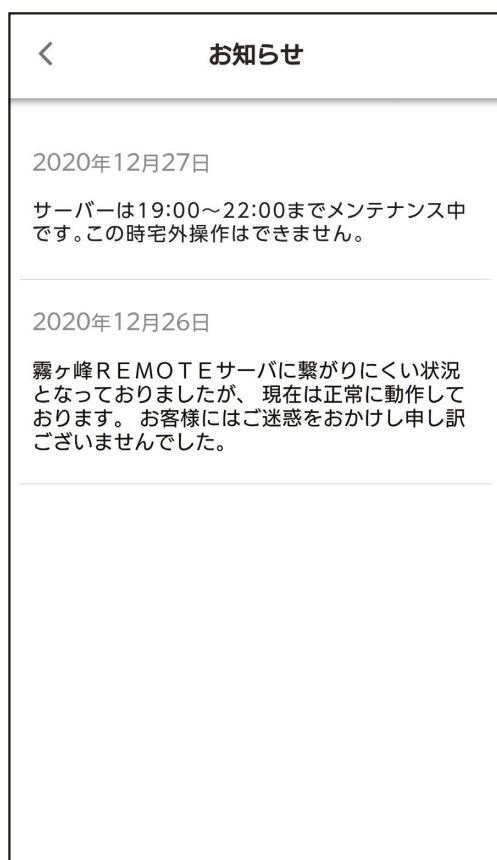 お知らせ
2020年12月27日
サーバーは19:00～22:00までメンテナンス中
です。この時宅外操作はできません。
2020年12月26日
霧ヶ峰ＲＥＭＯＴＥサーバに繋がりにくい状況
となっておりましたが、 現在は正常に動作して
おります。 お客様にはご迷惑をおかけし申し訳
ございませんでした。